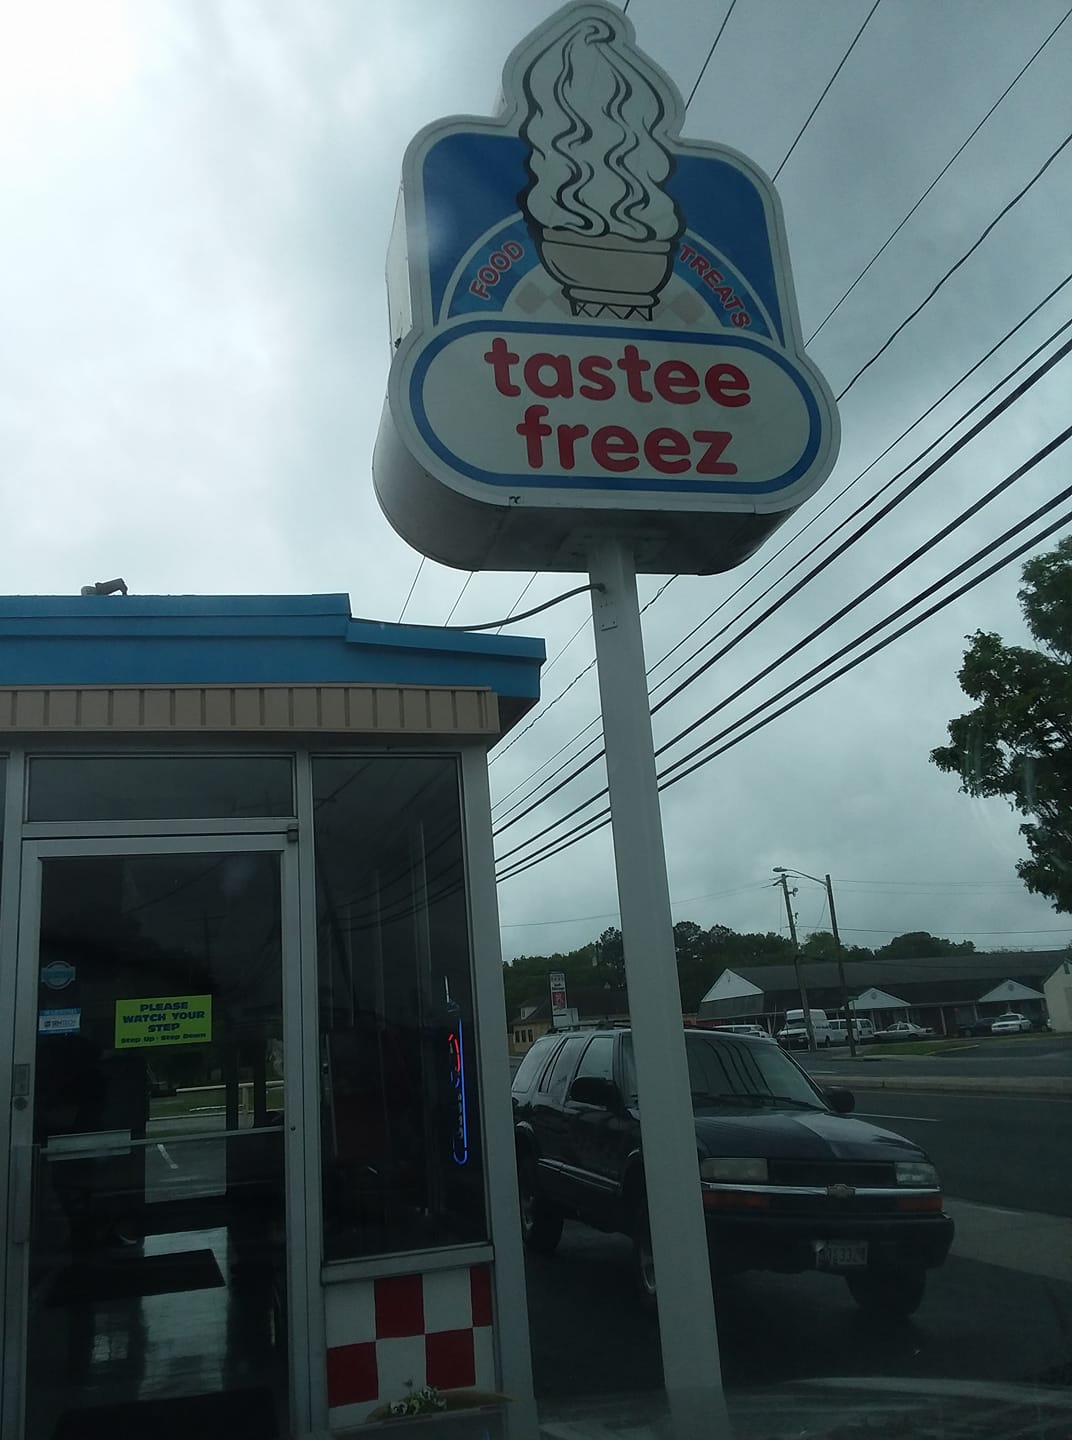 FOOD
TREATS
tastee
freez
PLEASE
WATCH YOUR
STEP
Step Up - Step Down